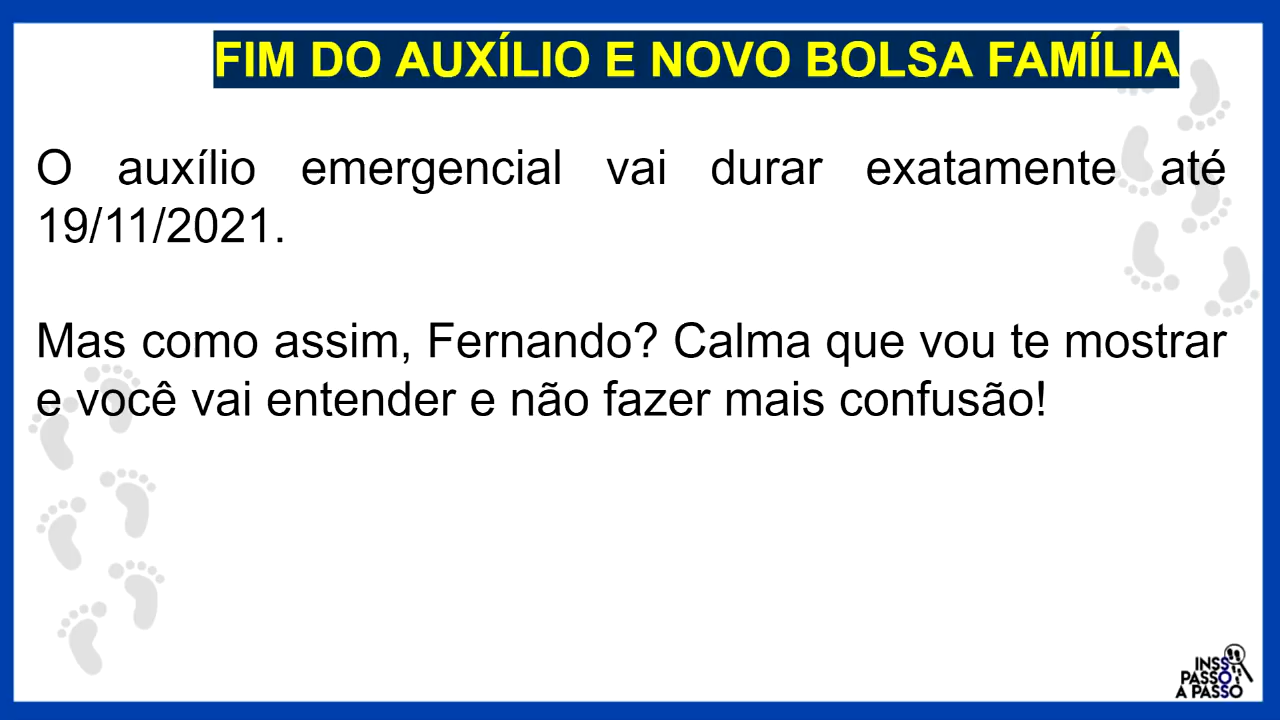 FIM DO AUXÍLIO E NOVO BOLSA FAMÍLIA
O auxílio emergencial vai durar exatamente até
19/11/2021.
Mas como assim, Fernando? Calma que vou te mostrar
e você vai entender e não fazer mais confusão!
INSS
PASSO
A PASSO